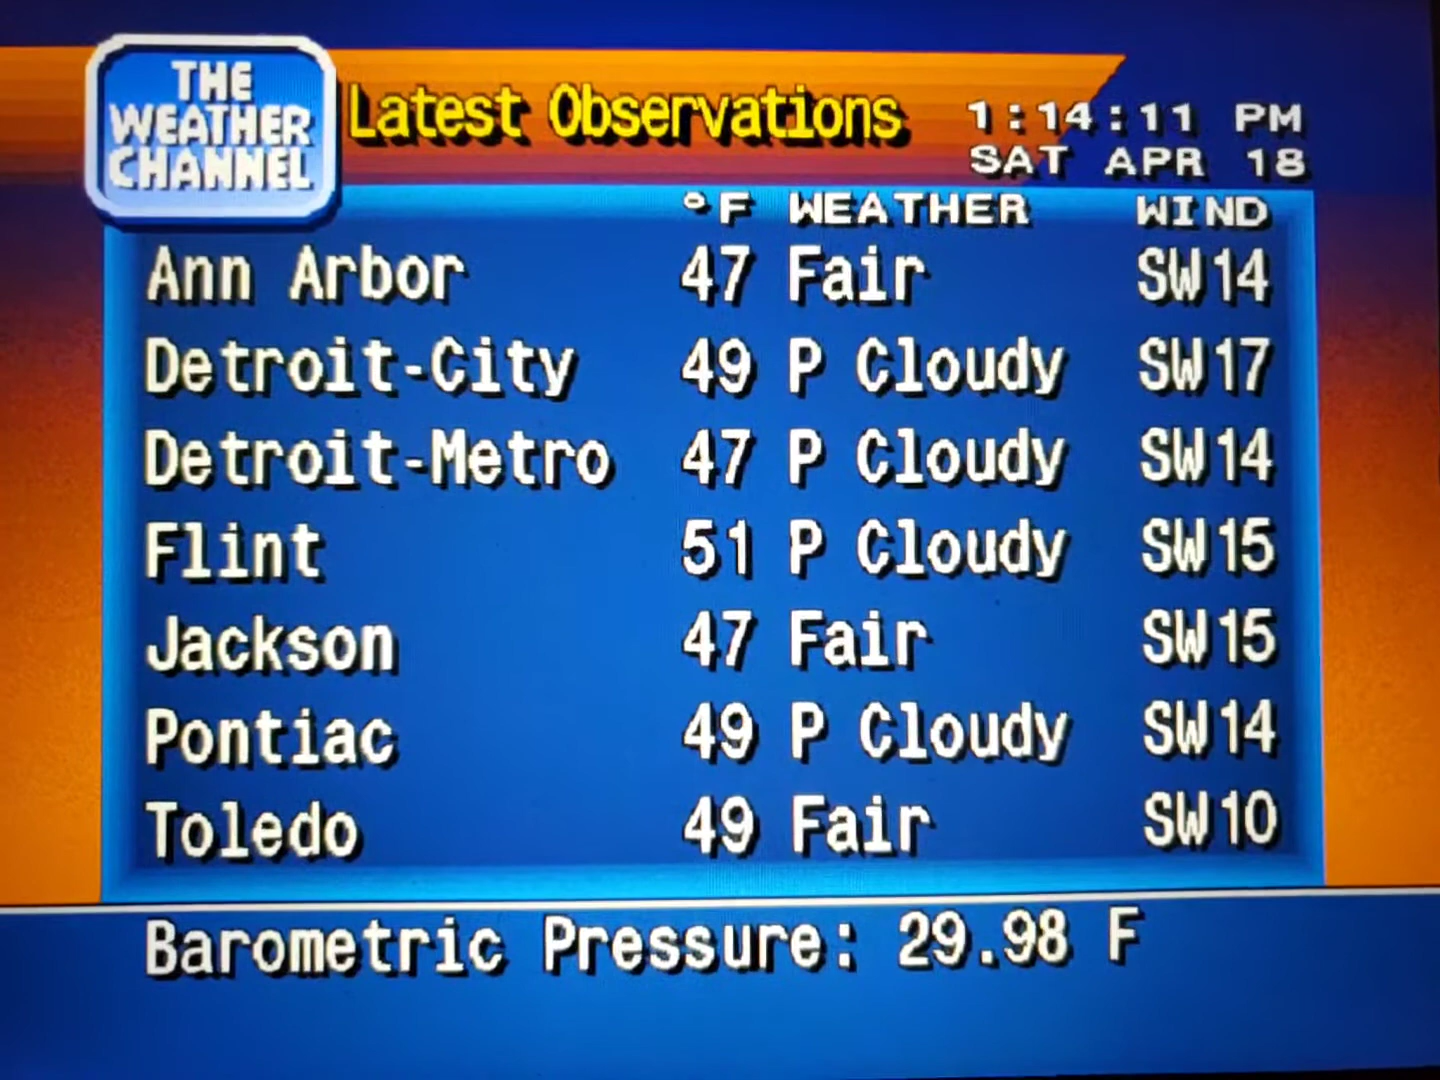 THE
WEATHER
CHANNEL
Latest Observations
1:14:11 PM
SAT APR 18
°F WEATHER WIND
Ann Arbor 47 Fair SW14
Detroit-City 49 P Cloudy SW17
Detroit-Metro 47 P Cloudy SW14
Flint 51 P Cloudy SW15
Jackson 47 Fair SW15
Pontiac 49 P Cloudy SW14
Toledo 49 Fair SW10
Barometric Pressure: 29.98 F